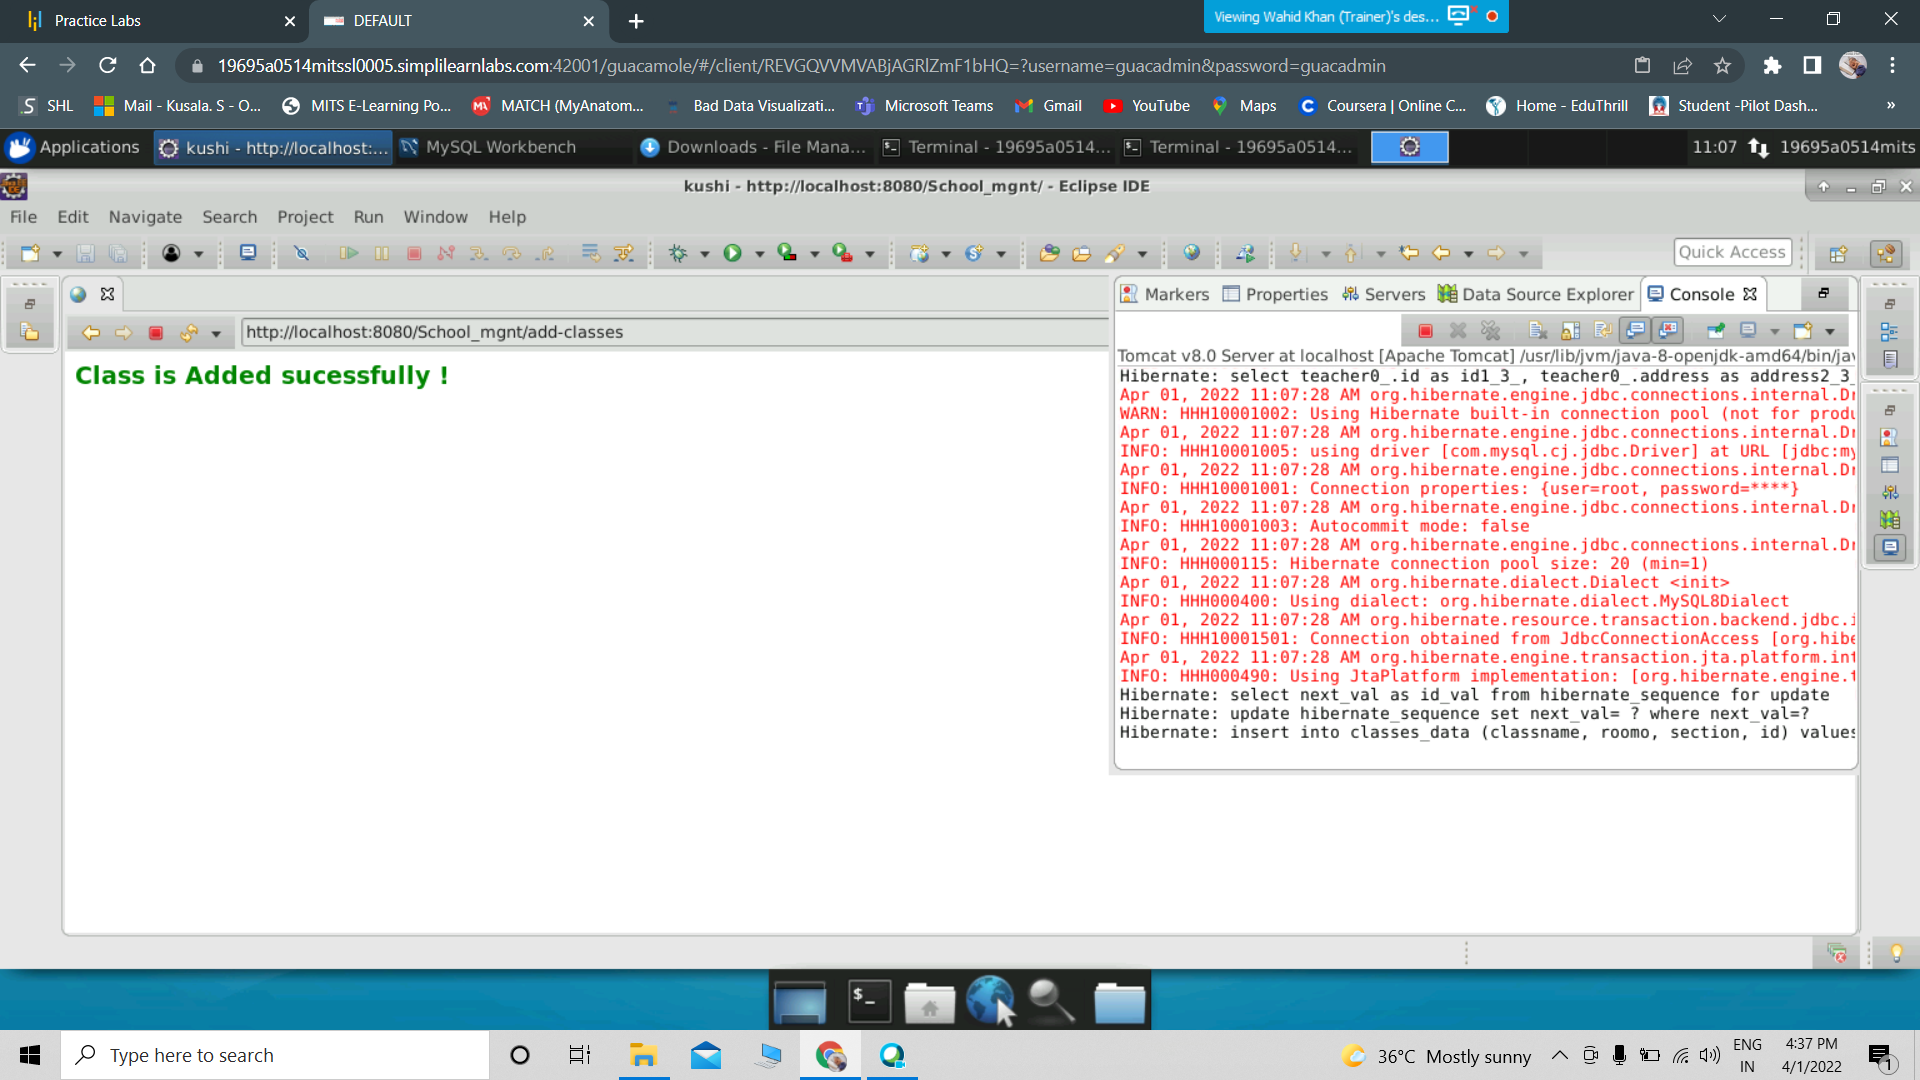 Practice Labs
DEFAULT
Viewing Wahid Khan (Trainer)'s des...
19695a0514mitssl0005.simplilearnlabs.com:42001/guacamole/#/client/REVGQVVMVABjAGRlZmF1bHQ=?username=guacadmin&password=guacadmin
SHL
Mail - Kusala. S - O...
MITS E-Learning Po...
MATCH (MyAnatom...
Bad Data Visualizati...
Microsoft Teams
Gmail
YouTube
Maps
Coursera | Online C...
Home - EduThrill
Student -Pilot Dash...
»
Applications
kushi - http://localhost:...
MySQL Workbench
Downloads - File Mana...
Terminal - 19695a0514...
Terminal - 19695a0514...
11:07
19695a0514mits
kushi - http://localhost:8080/School_mgnt/ - Eclipse IDE
File Edit Navigate Search Project Run Window Help
Quick Access
Markers Properties Servers Data Source Explorer Console
http://localhost:8080/School_mgnt/add-classes
Class is Added sucessfully !
Tomcat v8.0 Server at localhost [Apache Tomcat] /usr/lib/jvm/java-8-openjdk-amd64/bin/jav
Hibernate: select teacher0_.id as id1_3_, teacher0_.address as address2_3_
Apr 01, 2022 11:07:28 AM org.hibernate.engine.jdbc.connections.internal.Dr
WARN: HHH10001002: Using Hibernate built-in connection pool (not for produ
Apr 01, 2022 11:07:28 AM org.hibernate.engine.jdbc.connections.internal.Dr
INFO: HHH10001005: using driver [com.mysql.cj.jdbc.Driver] at URL [jdbc:my
Apr 01, 2022 11:07:28 AM org.hibernate.engine.jdbc.connections.internal.Dr
INFO: HHH10001001: Connection properties: {user=root, password=****}
Apr 01, 2022 11:07:28 AM org.hibernate.engine.jdbc.connections.internal.Dr
INFO: HHH10001003: Autocommit mode: false
Apr 01, 2022 11:07:28 AM org.hibernate.engine.jdbc.connections.internal.Dr
INFO: HHH000115: Hibernate connection pool size: 20 (min=1)
Apr 01, 2022 11:07:28 AM org.hibernate.dialect.Dialect <init>
INFO: HHH000400: Using dialect: org.hibernate.dialect.MySQL8Dialect
Apr 01, 2022 11:07:28 AM org.hibernate.resource.transaction.backend.jdbc.i
INFO: HHH10001501: Connection obtained from JdbcConnectionAccess [org.hibe
Apr 01, 2022 11:07:28 AM org.hibernate.engine.transaction.jta.platform.int
INFO: HHH000490: Using JtaPlatform implementation: [org.hibernate.engine.t
Hibernate: select next_val as id_val from hibernate_sequence for update
Hibernate: update hibernate_sequence set next_val= ? where next_val=?
Hibernate: insert into classes_data (classname, roomo, section, id) values
Type here to search
36°C Mostly sunny
ENG
IN
4:37 PM
4/1/2022
1